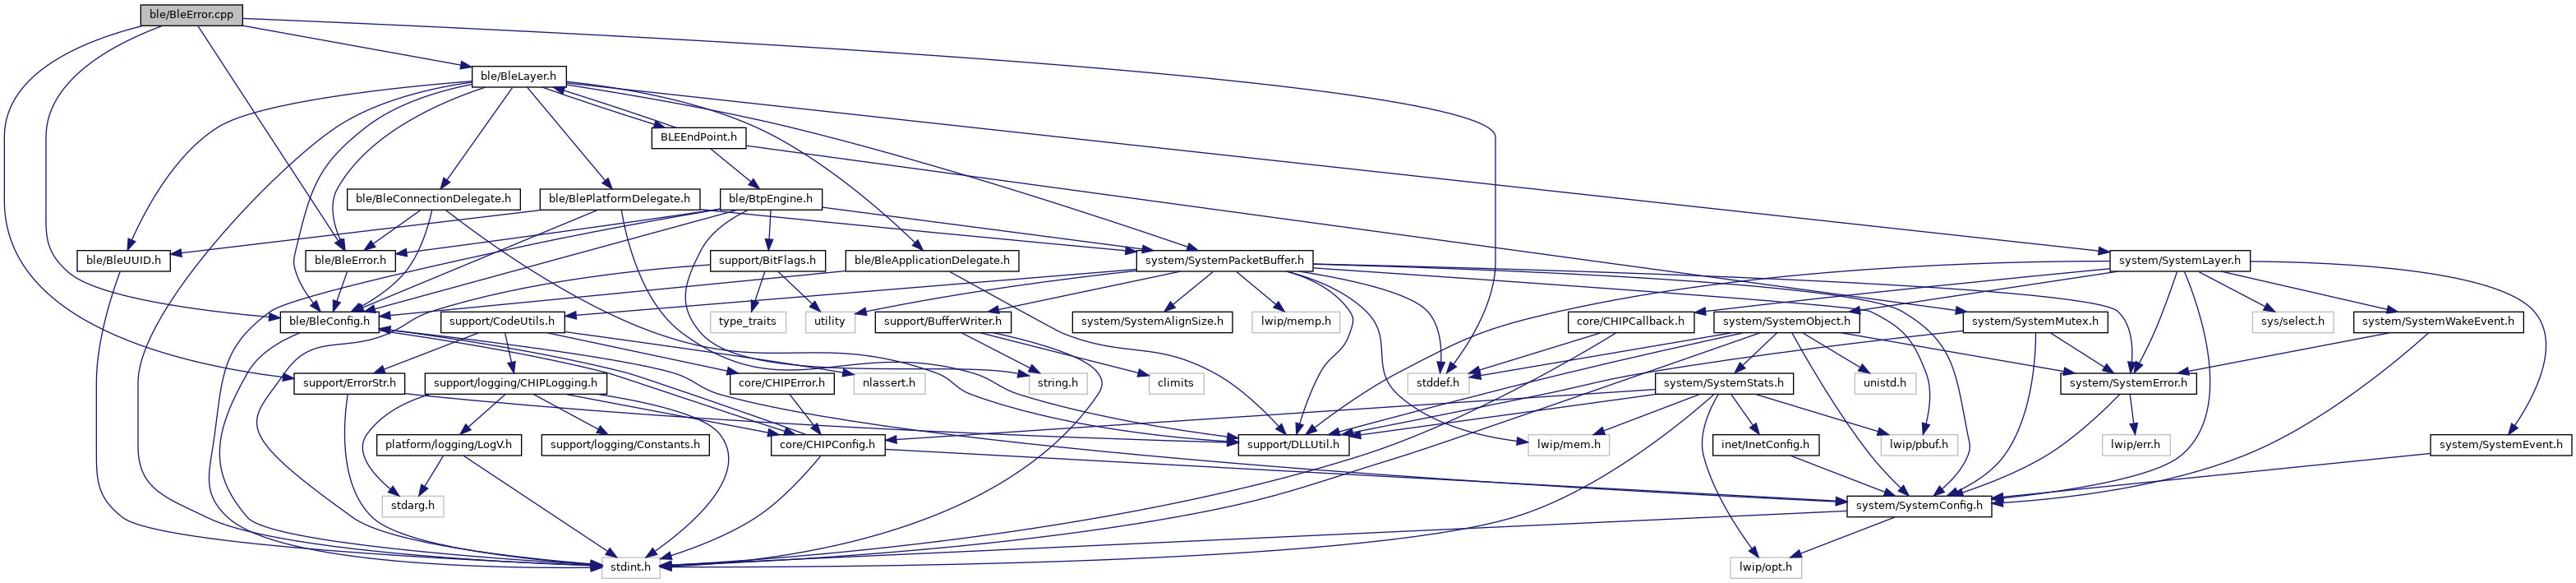 ble/BleError.cpp
ble/BleLayer.h
BLEEndPoint.h
ble/BleConnectionDelegate.h
ble/BlePlatformDelegate.h
ble/BtpEngine.h
ble/BleUUID.h
ble/BleError.h
support/BitFlags.h
ble/BleApplicationDelegate.h
system/SystemPacketBuffer.h
system/SystemLayer.h
ble/BleConfig.h
support/CodeUtils.h
type_traits
utility
support/BufferWriter.h
system/SystemAlignSize.h
lwip/memp.h
core/CHIPCallback.h
system/SystemObject.h
system/SystemMutex.h
sys/select.h
system/SystemWakeEvent.h
support/ErrorStr.h
support/logging/CHIPLogging.h
core/CHIPError.h
nlassert.h
string.h
climits
stddef.h
system/SystemStats.h
unistd.h
system/SystemError.h
platform/logging/LogV.h
support/logging/Constants.h
core/CHIPConfig.h
support/DLLUtil.h
lwip/mem.h
inet/InetConfig.h
lwip/pbuf.h
lwip/err.h
system/SystemEvent.h
stdarg.h
system/SystemConfig.h
stdint.h
lwip/opt.h